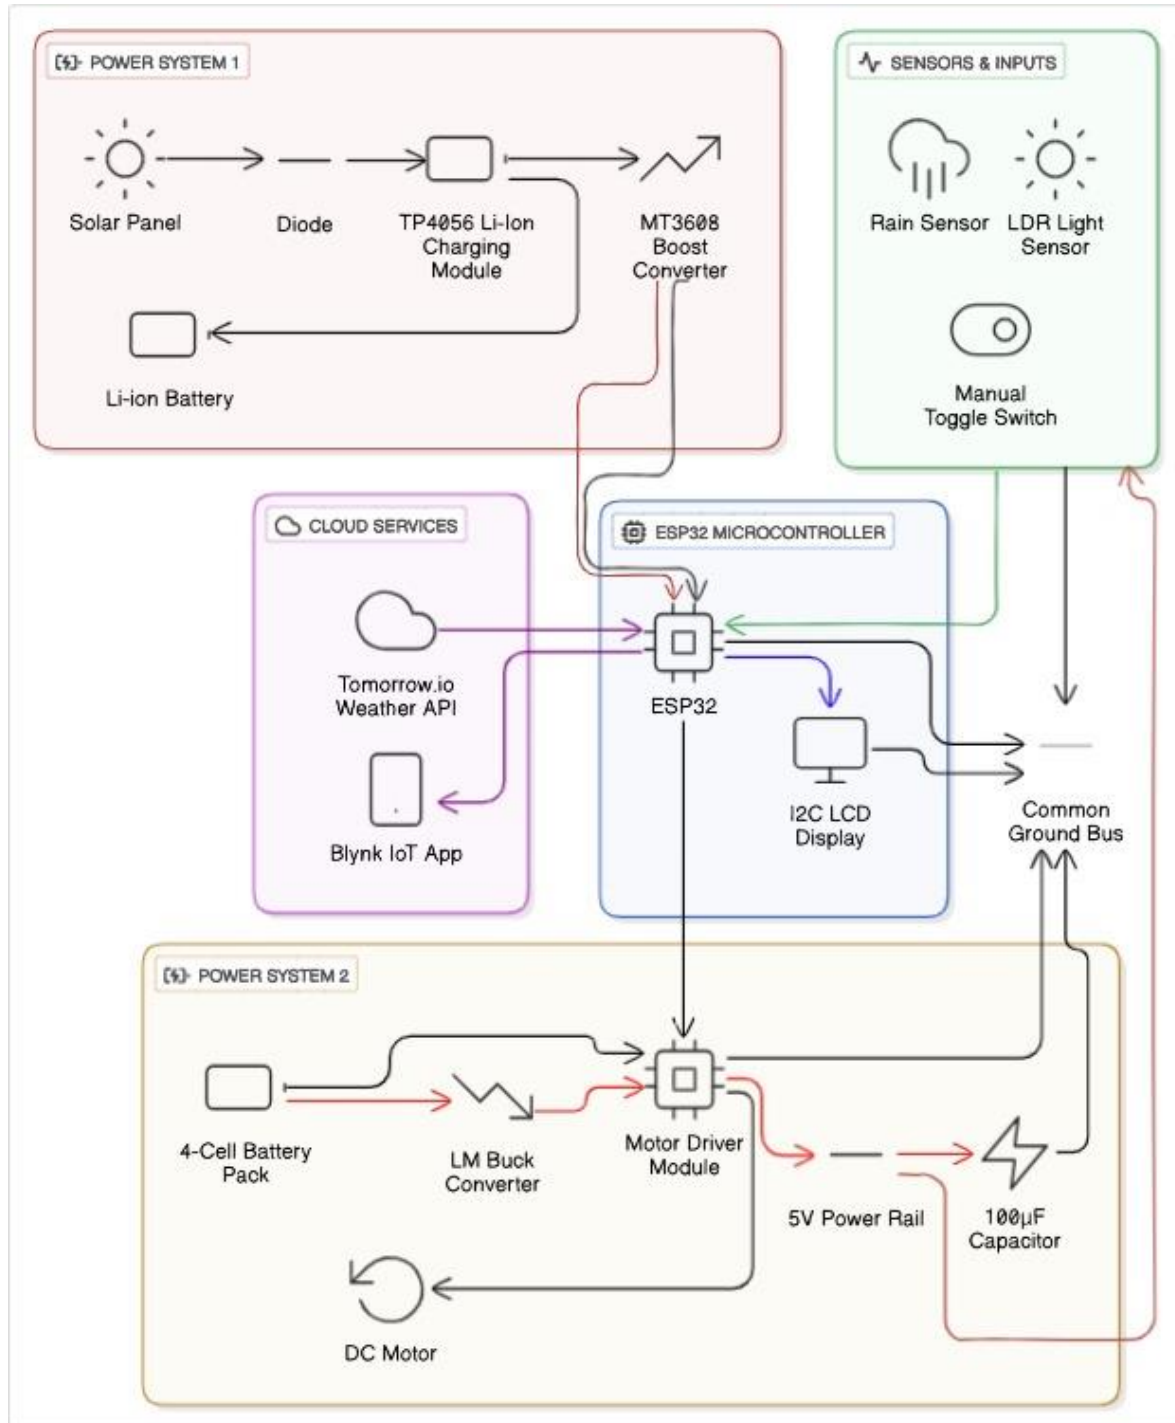 POWER SYSTEM 1
Solar Panel
Diode
TP4056 Li-Ion
Charging
Module
MT3608
Boost
Converter
Li-ion Battery
SENSORS & INPUTS
Rain Sensor
LDR Light
Sensor
Manual
Toggle Switch
CLOUD SERVICES
Tomorrow.io
Weather API
Blynk IoT App
ESP32 MICROCONTROLLER
ESP32
I2C LCD
Display
Common
Ground Bus
POWER SYSTEM 2
4-Cell Battery
Pack
LM Buck
Converter
Motor Driver
Module
5V Power Rail
100µF
Capacitor
DC Motor